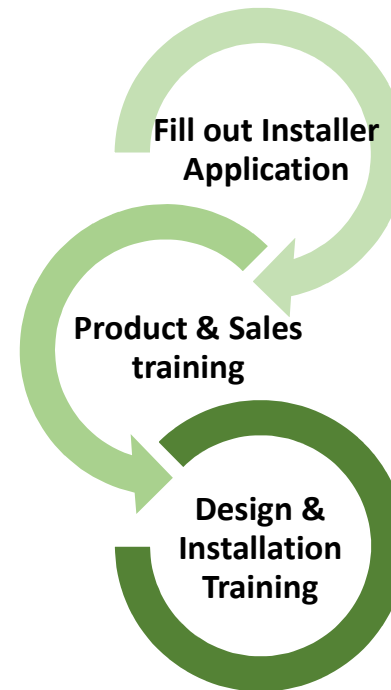 Fill out Installer
Application
Product & Sales
training
Design &
Installation
Training